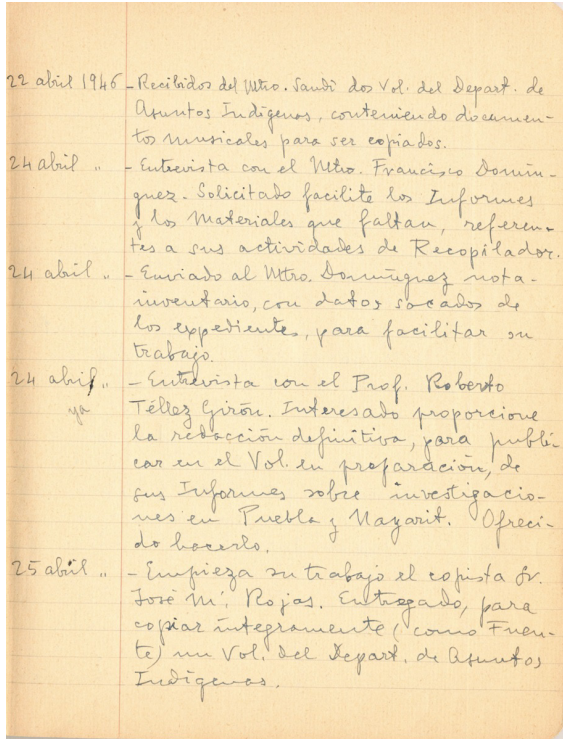 22 abril 1946 - Recibidos del Mtro. Sandi dos Vol. del Depart. de
Asuntos Indígenas, conteniendo documen-
tos musicales para ser copiados.
24 abril " - Entrevista con el Mtro. Francisco Domín-
guez. Solicitado facilite los Informes
y los Materiales que faltan, referen-
tes a sus actividades de Recopilador.
24 abril " - Enviado al Mtro. Domínguez nota-
inventario, con datos sacados de
los expedientes, para facilitar su
trabajo.
24 abril " - Entrevista con el Prof. Roberto
ya Téllez Girón. Interesado proporcione
la redacción definitiva, para publi-
car en el Vol. en preparación, de
sus Informes sobre investigacio-
nes en Puebla y Nayarit. Ofreci-
do hacerlo.
25 abril " - Empieza su trabajo el copista Sr.
José Mª. Rojas. Entregado, para
copiar íntegramente (como Fuen-
te) un Vol. del Depart. de Asuntos
Indígenas.